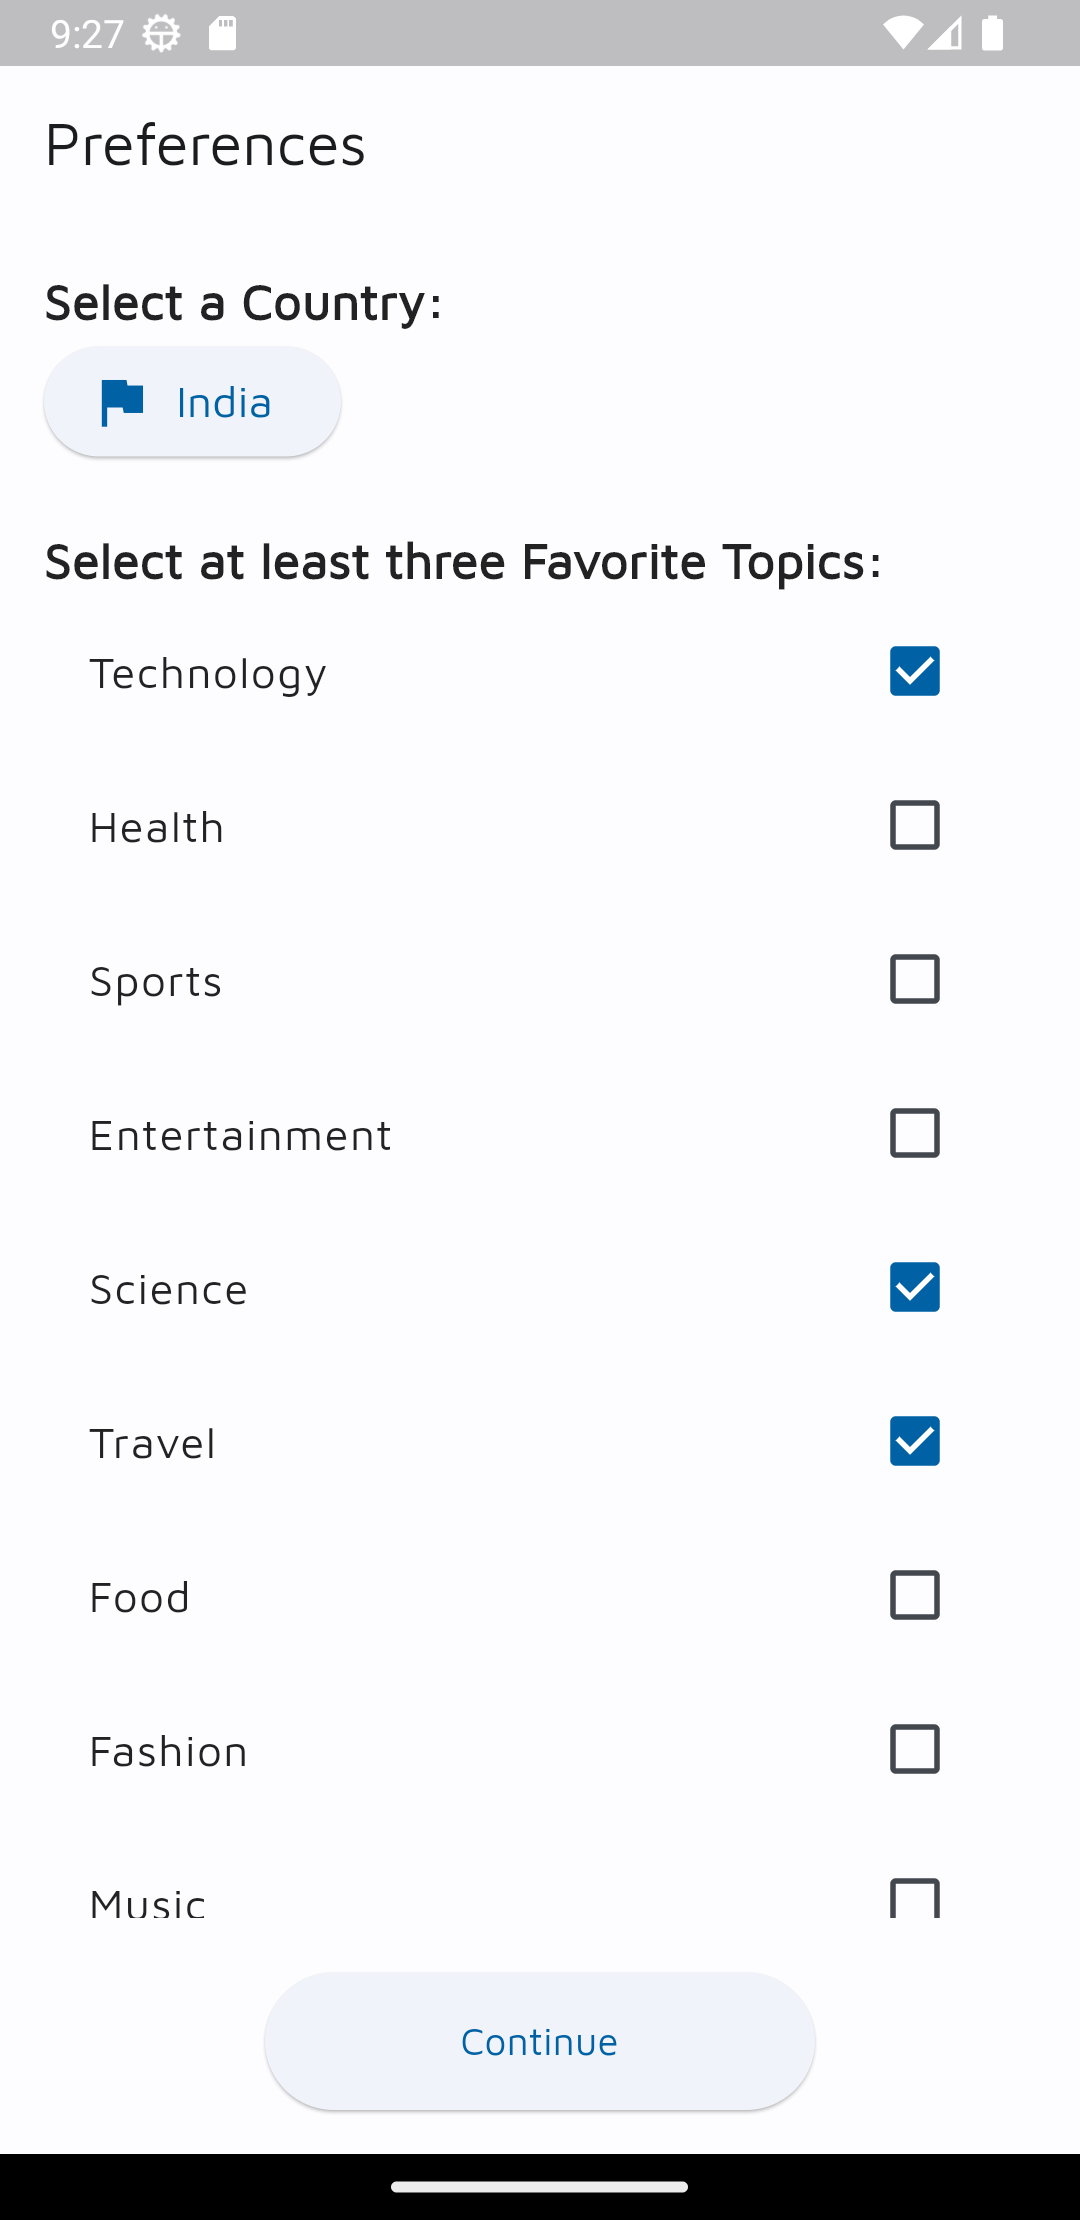 9:27
Preferences
Select a Country:
India
Select at least three Favorite Topics:
Technology
Health
Sports
Entertainment
Science
Travel
Food
Fashion
Music
Continue